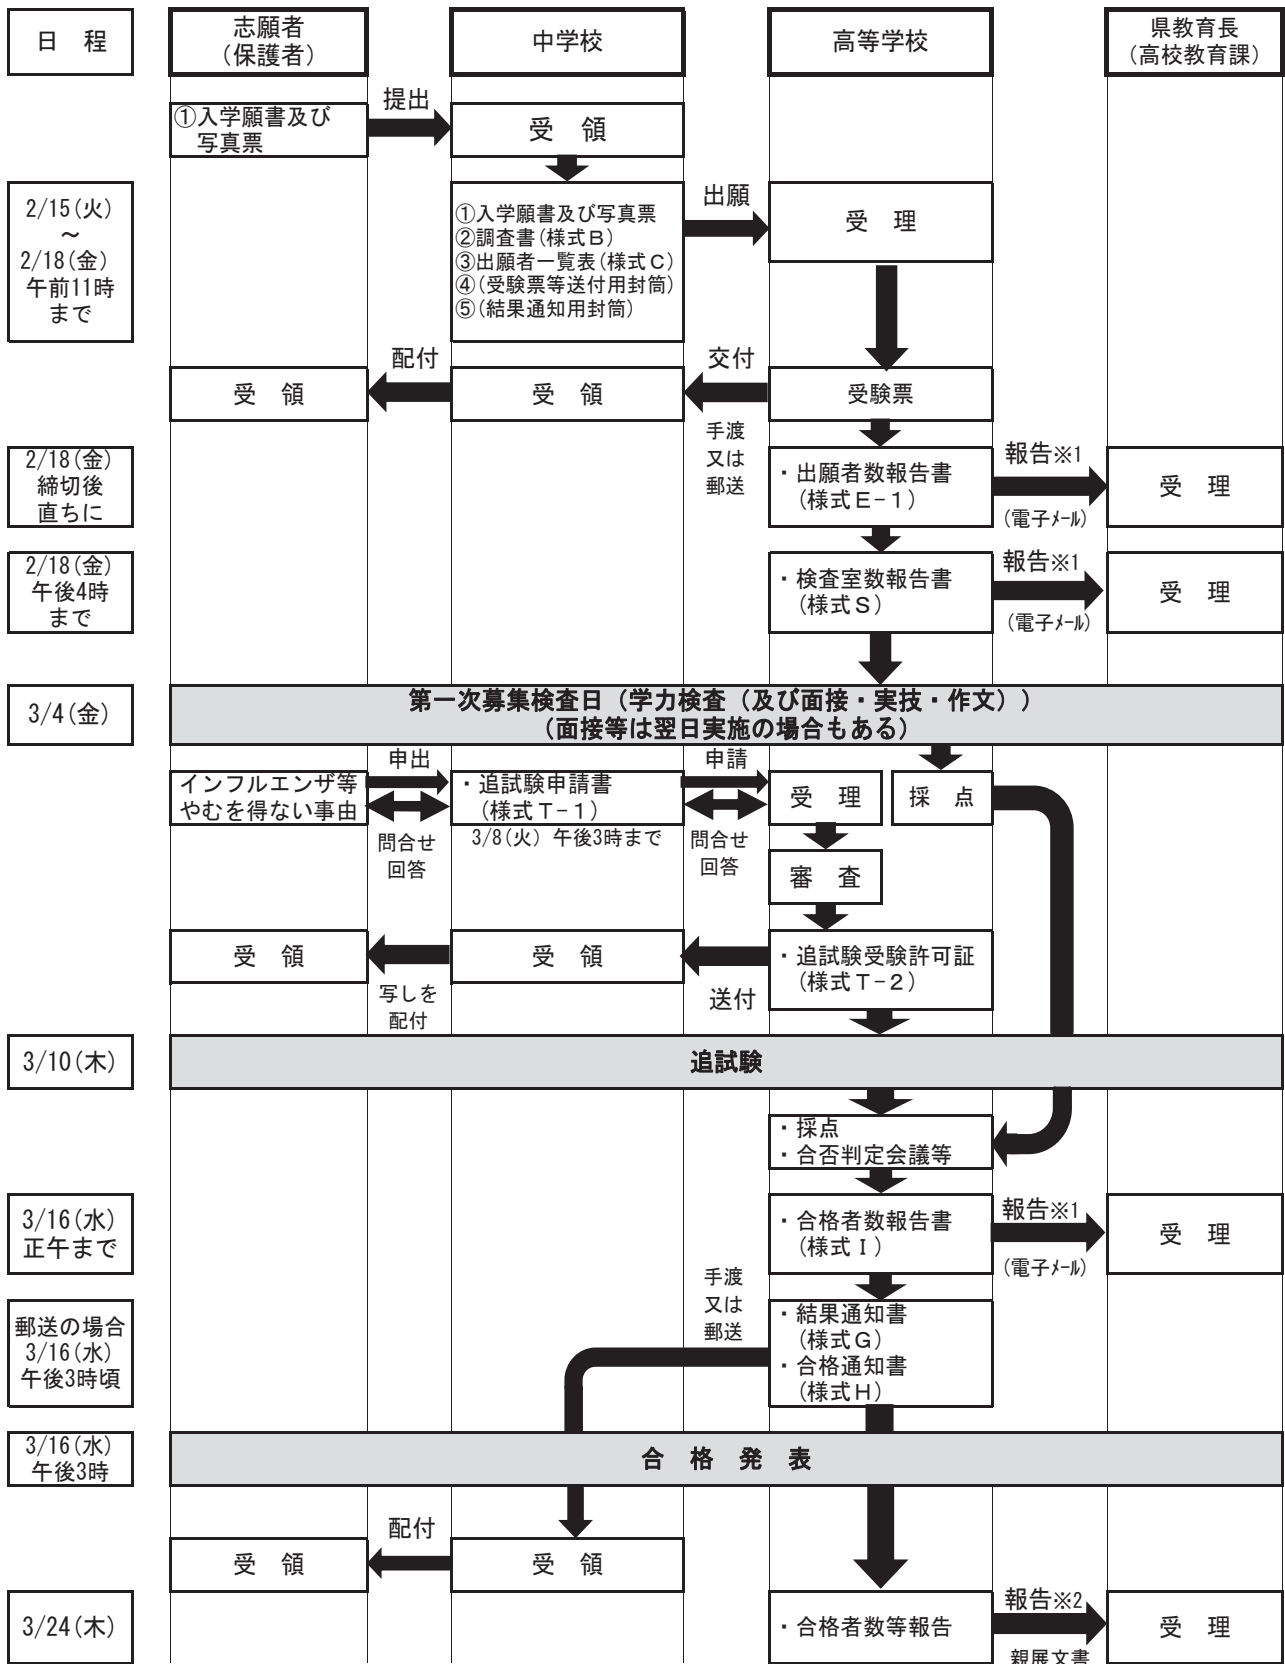 日　程
志願者
（保護者）
中学校
高等学校
県教育長
（高校教育課）
①入学願書及び
写真票
提出
受　領
2/15(火)
～
2/18(金)
午前11時
まで
①入学願書及び写真票
②調査書(様式Ｂ)
③出願者一覧表(様式Ｃ)
④(受験票等送付用封筒)
⑤(結果通知用封筒)
出願
受　理
受　領
配付
受　領
交付
手渡
又は
郵送
受験票
2/18(金)
締切後
直ちに
・出願者数報告書
（様式Ｅ-１）
報告※1
(電子ﾒｰﾙ)
受　理
2/18(金)
午後4時
まで
・検査室数報告書
（様式Ｓ）
報告※1
(電子ﾒｰﾙ)
受　理
3/4(金)
第一次募集検査日（学力検査（及び面接・実技・作文））
（面接等は翌日実施の場合もある）
インフルエンザ等
やむを得ない事由
申出
問合せ
回答
・追試験申請書
（様式Ｔ-１）
3/8(火) 午後3時まで
申請
問合せ
回答
受　理
採　点
審　査
受　領
写しを
配付
受　領
送付
・追試験受験許可証
（様式Ｔ-２）
3/10(木)
追試験
・採点
・合否判定会議等
3/16(水)
正午まで
・合格者数報告書
（様式Ｉ）
報告※1
(電子ﾒｰﾙ)
受　理
郵送の場合
3/16(水)
午後3時頃
手渡
又は
郵送
・結果通知書
（様式Ｇ）
・合格通知書
（様式Ｈ）
3/16(水)
午後3時
合　格　発　表
受　領
配付
受　領
3/24(木)
・合格者数等報告
報告※2
親展文書
受　理